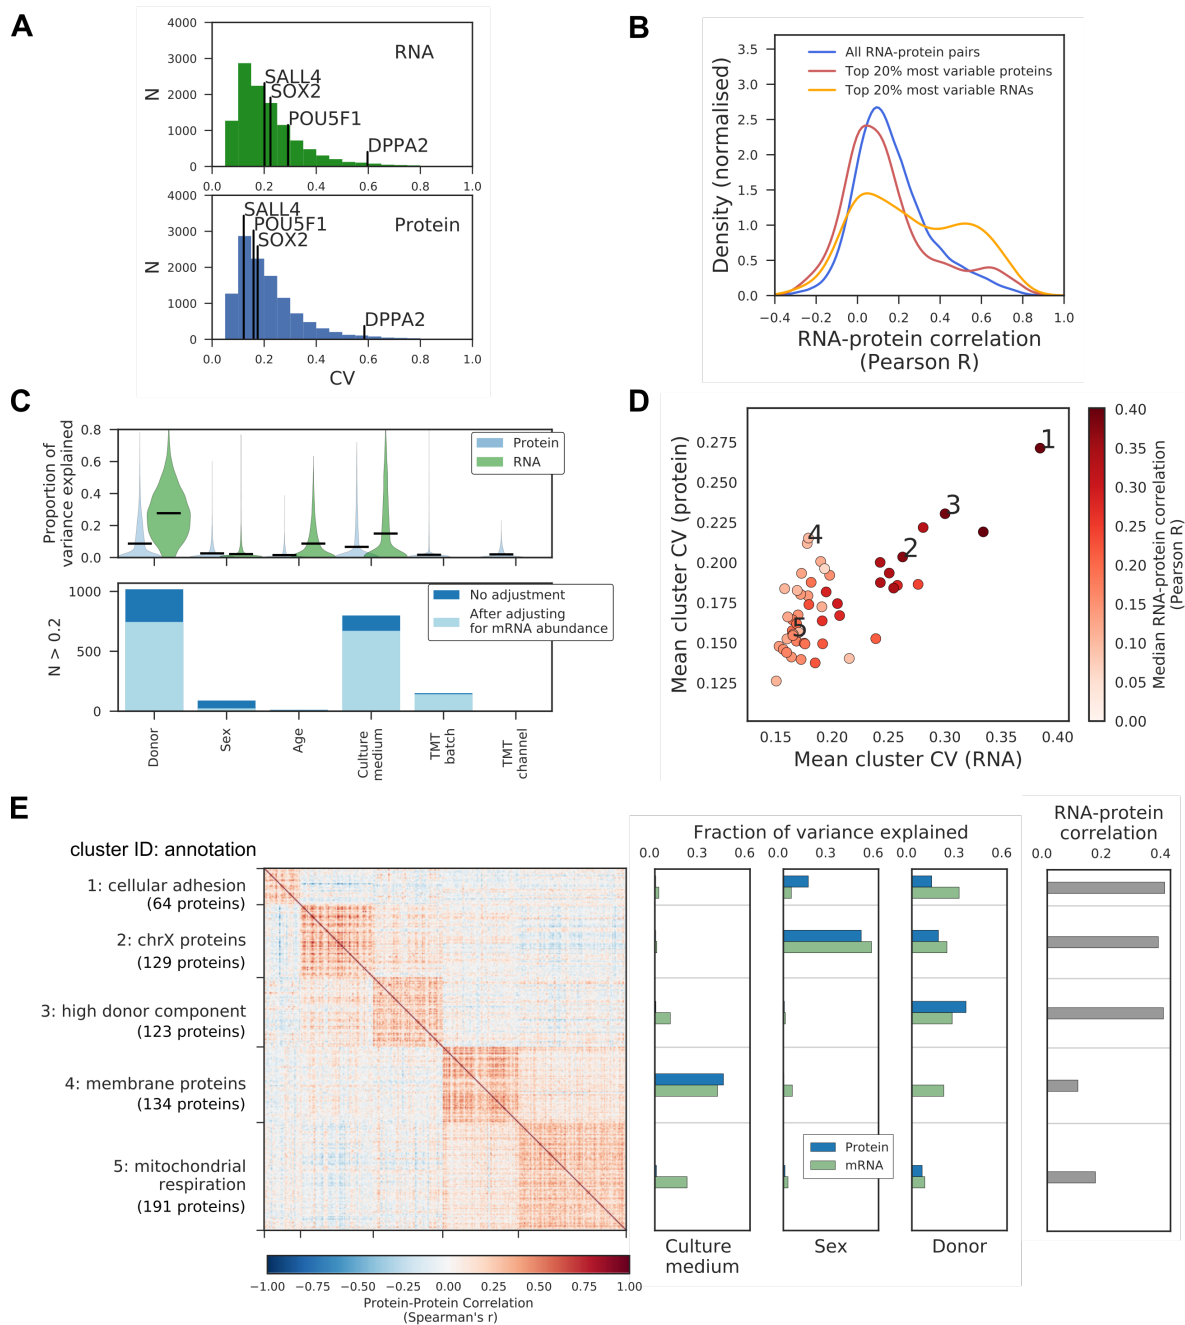 A
4000
3000
2000
1000
0
N
RNA
SALL4
SOX2
POU5F1
DPPA2
0.0 0.2 0.4 0.6 0.8 1.0
4000
3000
2000
1000
0
N
Protein
SALL4
POU5F1
SOX2
DPPA2
0.0 0.2 0.4 0.6 0.8 1.0
CV
B
3.5
3.0
2.5
2.0
1.5
1.0
0.5
0.0
Density (normalised)
All RNA-protein pairs
Top 20% most variable proteins
Top 20% most variable RNAs
−0.4 −0.2 0.0 0.2 0.4 0.6 0.8 1.0
RNA-protein correlation
(Pearson R)
C
Proportion of
variance explained
0.8
0.6
0.4
0.2
0.0
Protein
RNA
N > 0.2
1000
500
0
No adjustment
After adjusting
for mRNA abundance
Donor
Sex
Age
Culture
medium
TMT
batch
TMT
channel
D
Mean cluster CV (protein)
0.275
0.250
0.225
0.200
0.175
0.150
0.125
1
3
2
4
5
0.15 0.20 0.25 0.30 0.35 0.40
Mean cluster CV (RNA)
0.40
0.35
0.30
0.25
0.20
0.15
0.10
0.05
0.00
Median RNA-protein correlation
(Pearson R)
E
cluster ID: annotation
1: cellular adhesion
(64 proteins)
2: chrX proteins
(129 proteins)
3: high donor component
(123 proteins)
4: membrane proteins
(134 proteins)
5: mitochondrial
respiration
(191 proteins)
−1.00 −0.75 −0.50 −0.25 0.00 0.25 0.50 0.75 1.00
Protein-Protein Correlation
(Spearman's r)
Fraction of variance explained
0.0 0.3 0.6
0.0 0.3 0.6
0.0 0.3 0.6
Protein
mRNA
Culture
medium
Sex
Donor
RNA-protein
correlation
0.0 0.2 0.4